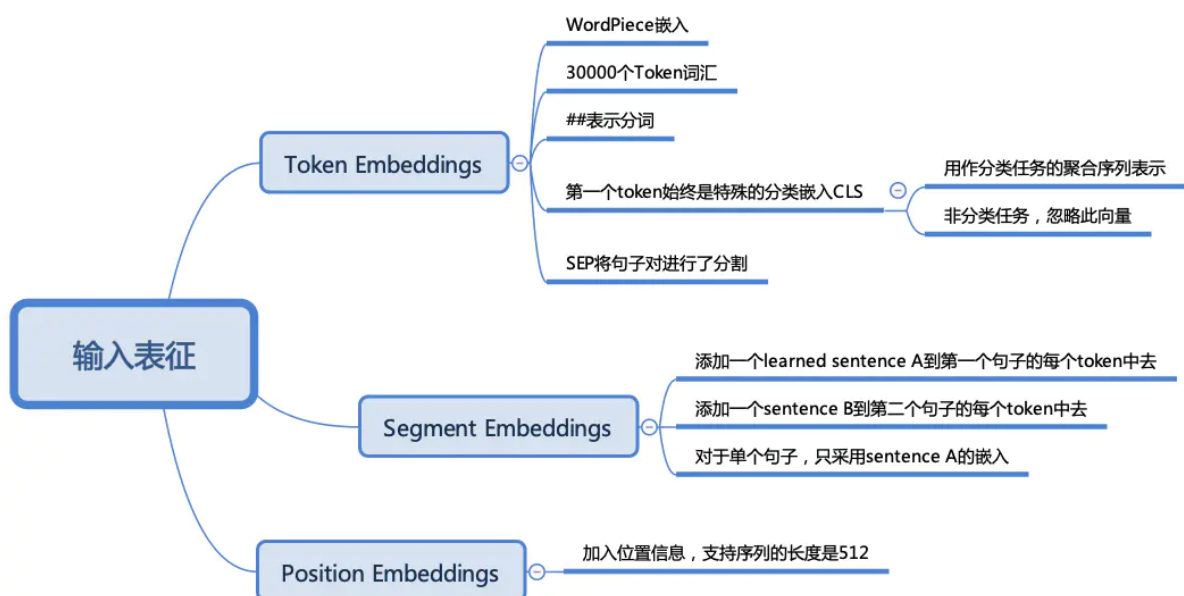 输入表征
Token Embeddings
WordPiece嵌入
30000个Token词汇
##表示分词
第一个token始终是特殊的分类嵌入CLS
用作分类任务的聚合序列表示
非分类任务，忽略此向量
SEP将句子对进行了分割
Segment Embeddings
添加一个learned sentence A到第一个句子的每个token中去
添加一个sentence B到第二个句子的每个token中去
对于单个句子，只采用sentence A的嵌入
Position Embeddings
加入位置信息，支持序列的长度是512